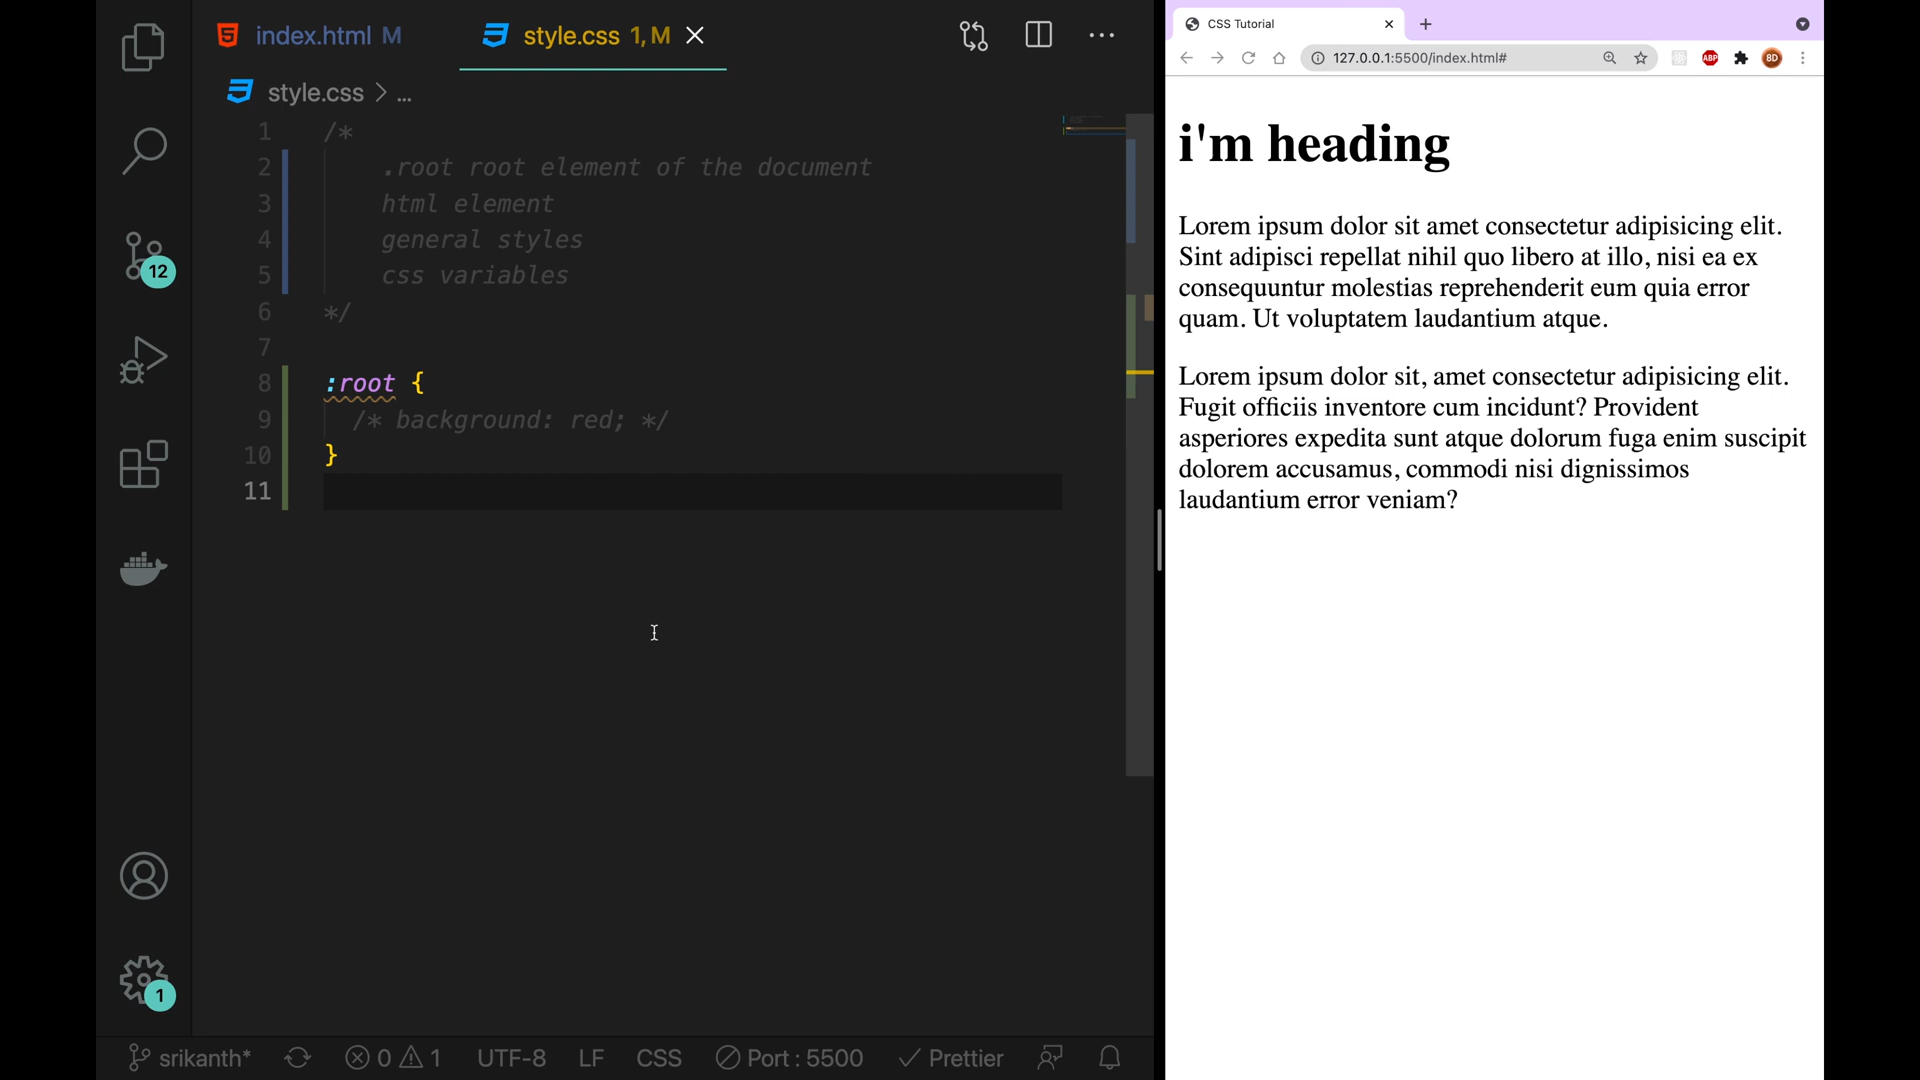 index.html M
style.css 1, M
style.css > ...
1 /*
2 .root root element of the document
3 html element
4 general styles
5 css variables
6 */
7
8 :root {
9 /* background: red; */
10 }
11
12
1
srikanth*
0 1
UTF-8
LF
CSS
Port : 5500
Prettier
CSS Tutorial
127.0.0.1:5500/index.html#
ABP
BD
i'm heading
Lorem ipsum dolor sit amet consectetur adipisicing elit.
Sint adipisci repellat nihil quo libero at illo, nisi ea ex
consequuntur molestias reprehenderit eum quia error
quam. Ut voluptatem laudantium atque.
Lorem ipsum dolor sit, amet consectetur adipisicing elit.
Fugit officiis inventore cum incidunt? Provident
asperiores expedita sunt atque dolorum fuga enim suscipit
dolorem accusamus, commodi nisi dignissimos
laudantium error veniam?